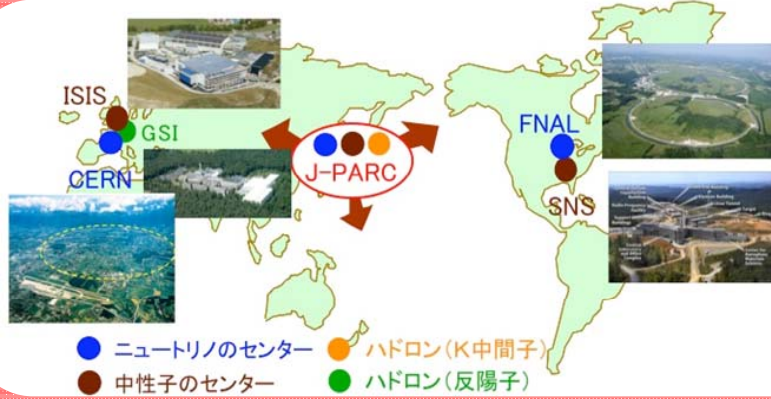 ISIS
GSI
CERN
J-PARC
FNAL
SNS
ニュートリノのセンター
ハドロン(K中間子)
中性子のセンター
ハドロン(反陽子)